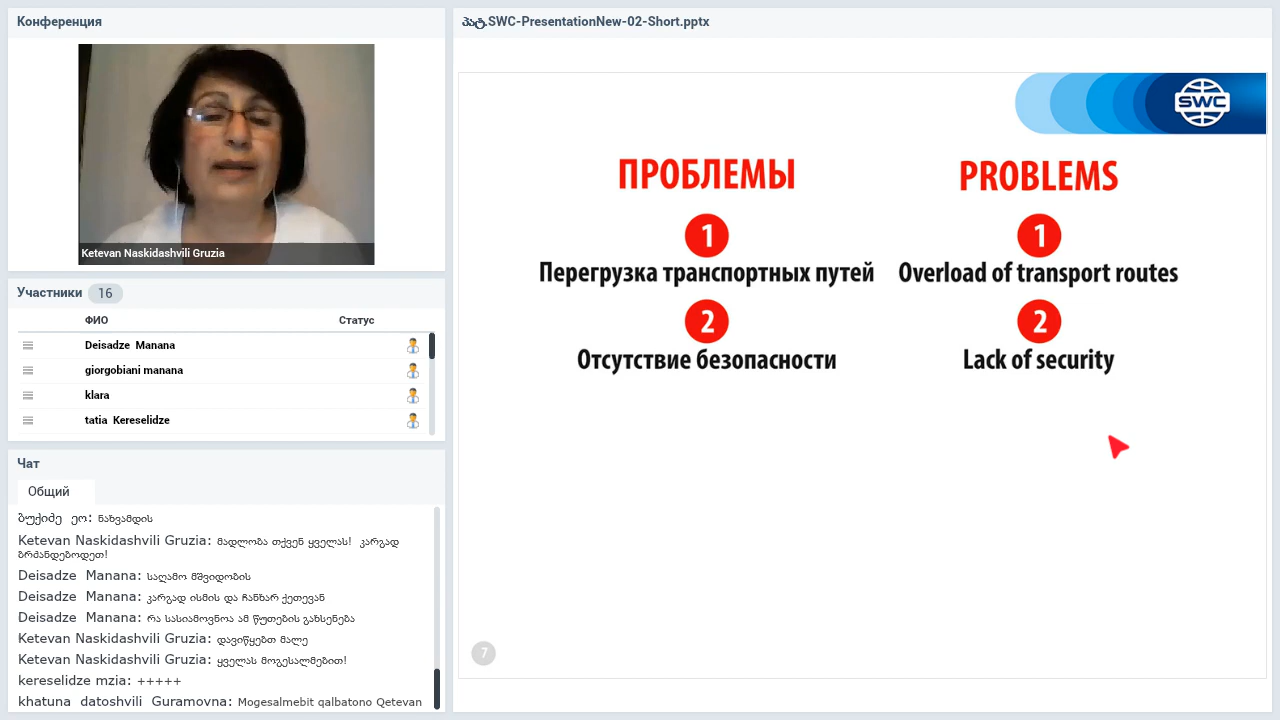 Конференция
Ketevan Naskidashvili Gruzia
Участники 16
ФИО Статус
Deisadze Manana
giorgobiani manana
klara
tatia Kereselidze
Чат
Общий
ბუქიძე ეო: ნახვამდის
Ketevan Naskidashvili Gruzia: მადლობა თქვენ ყველას! კარგად
ბრძანდებოდეთ!
Deisadze Manana: საღამო მშვიდობის
Deisadze Manana: კარგად ისმის და ჩანხარ ქეთევან
Deisadze Manana: რა სასიამოვნოა ამ წუთების გახსენება
Ketevan Naskidashvili Gruzia: დავიწყებთ მალე
Ketevan Naskidashvili Gruzia: ყველას მოგესალმებით!
kereselidze mzia: +++++
khatuna datoshvili Guramovna: Mogesalmebit qalbatono Qetevan
პატ.SWC-PresentationNew-02-Short.pptx
SWC
ПРОБЛЕМЫ
1
Перегрузка транспортных путей
2
Отсутствие безопасности
PROBLEMS
1
Overload of transport routes
2
Lack of security
7